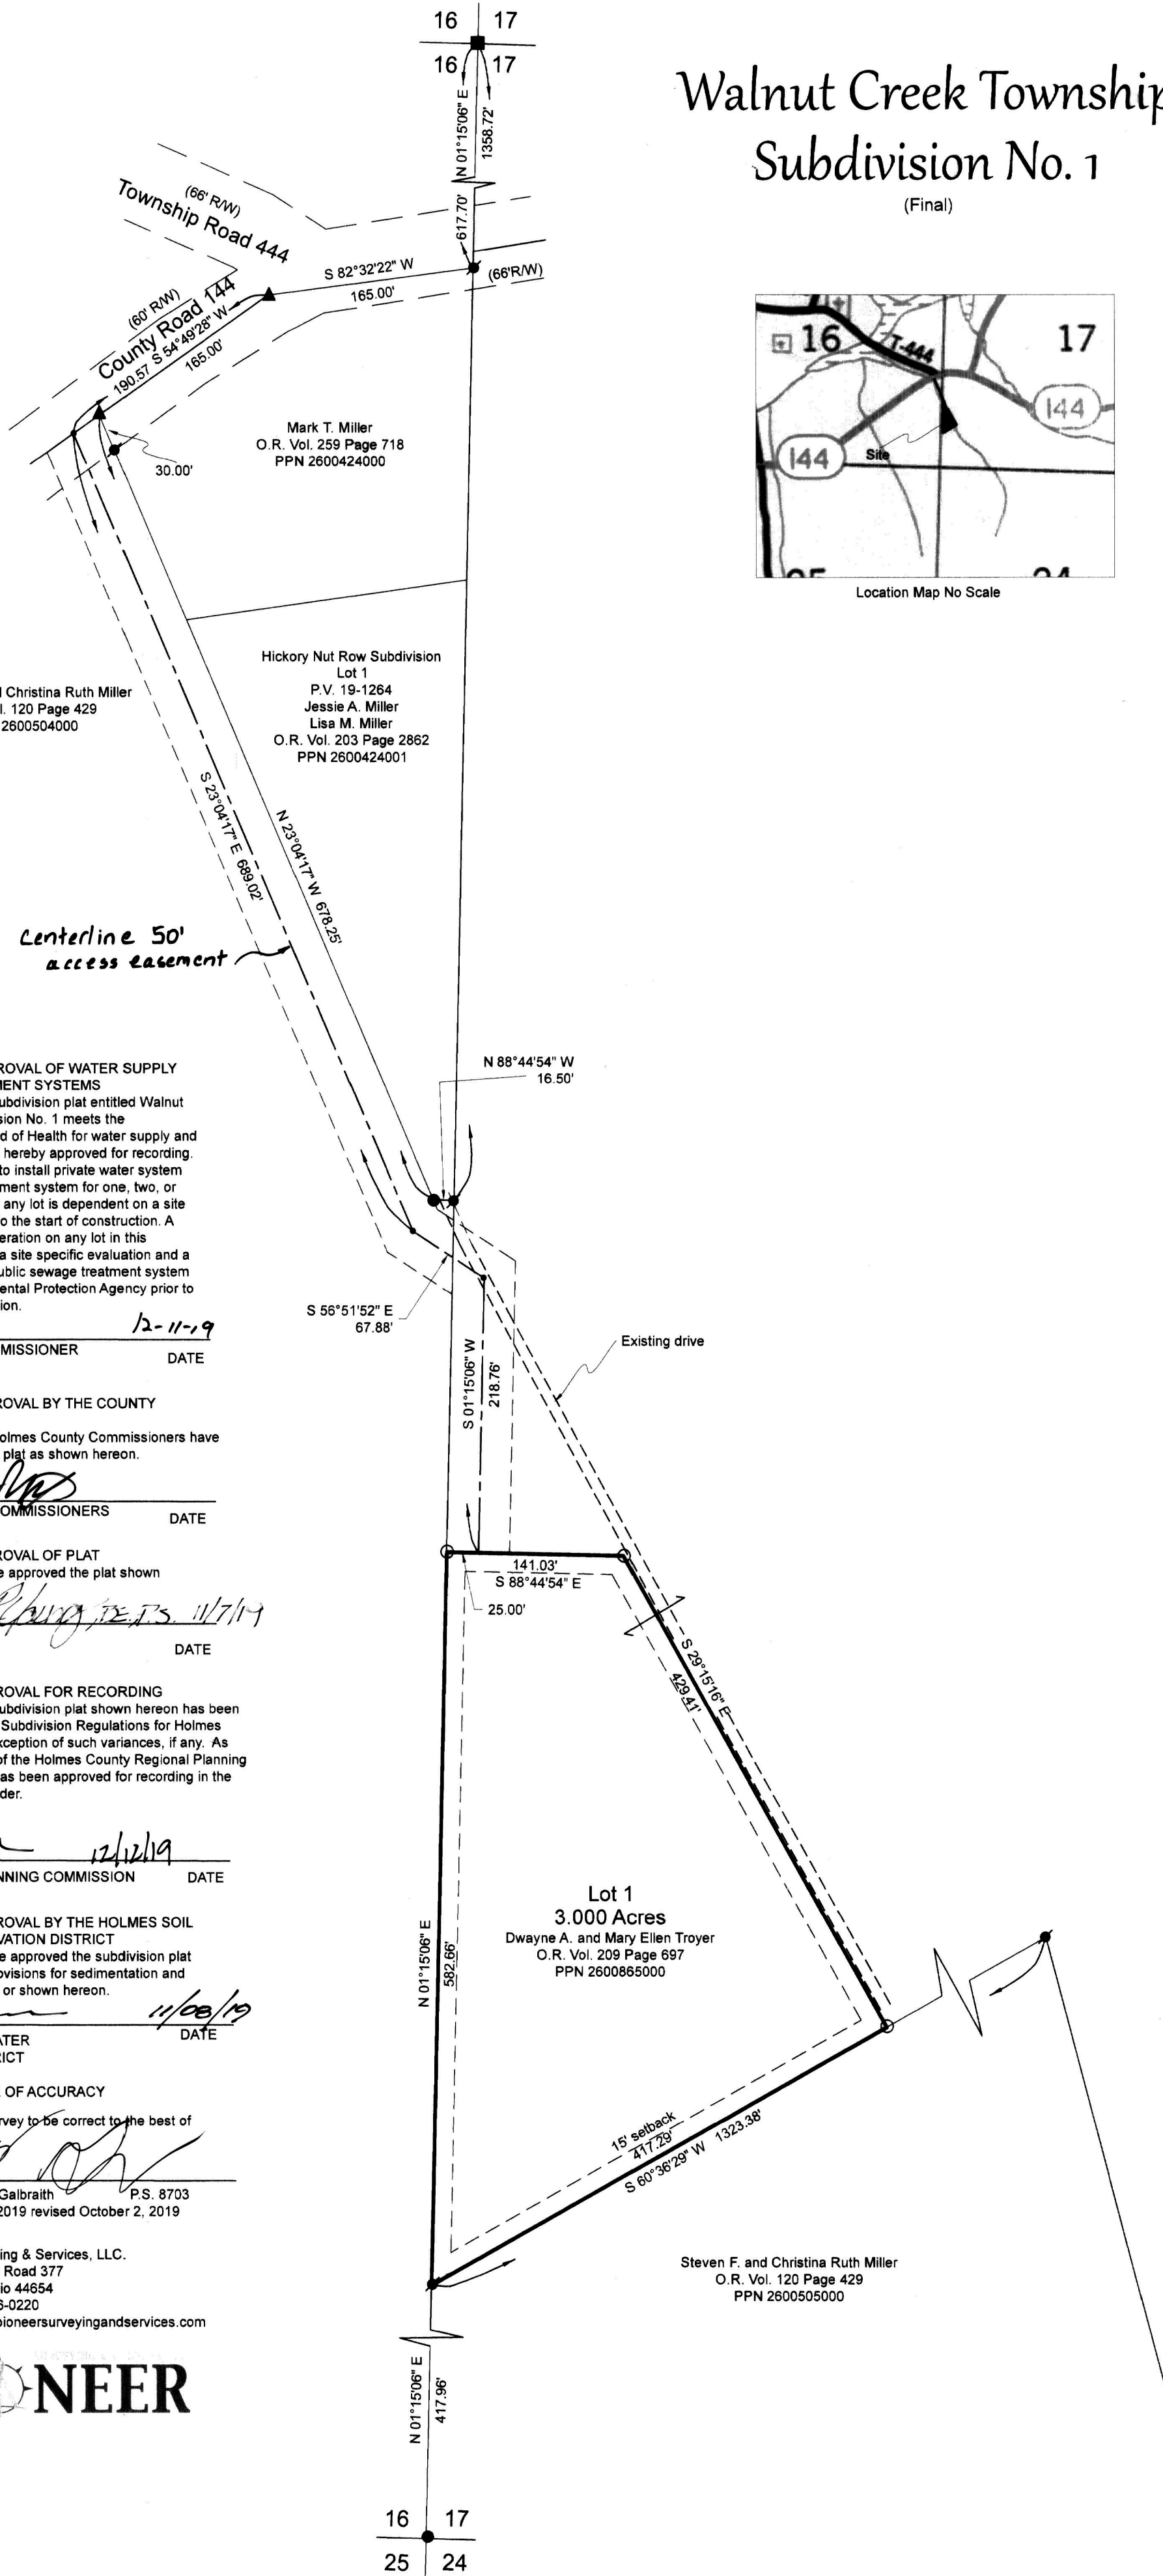 16 17
16 17
N 01°15'06" E
1358.72'
617.70'
Walnut Creek Township
Subdivision No. 1
(Final)
(66' R/W)
Township Road 444
S 82°32'22" W
165.00'
(66'R/W)
(60' R/W)
County Road 144
S 54°49'28" W
190.57
165.00'
30.00'
16
17
T-444
144
144
Site
24
Location Map No Scale
Mark T. Miller
O.R. Vol. 259 Page 718
PPN 2600424000
Hickory Nut Row Subdivision
Lot 1
P.V. 19-1264
Jessie A. Miller
Lisa M. Miller
O.R. Vol. 203 Page 2862
PPN 2600424001
Christina Ruth Miller
120 Page 429
2600504000
S 23°04'17" E 689.02'
N 23°04'17" W 678.25'
Centerline 50'
access easement
N 88°44'54" W
16.50'
S 56°51'52" E
67.88'
S 01°15'06" W
218.76'
Existing drive
141.03'
S 88°44'54" E
25.00'
S 29°15'16" E
429.41'
N 01°15'06" E
582.66'
Lot 1
3.000 Acres
Dwayne A. and Mary Ellen Troyer
O.R. Vol. 209 Page 697
PPN 2600865000
15' setback
417.29'
S 60°36'29" W 1323.38'
Steven F. and Christina Ruth Miller
O.R. Vol. 120 Page 429
PPN 2600505000
N 01°15'06" E
417.96'
16 17
25 24
ROVAL OF WATER SUPPLY
MENT SYSTEMS
ubdivision plat entitled Walnut
sion No. 1 meets the
d of Health for water supply and
hereby approved for recording.
to install private water system
ment system for one, two, or
any lot is dependent on a site
o the start of construction. A
eration on any lot in this
a site specific evaluation and a
ublic sewage treatment system
ental Protection Agency prior to
ion.
12-11-19
MISSIONER DATE
ROVAL BY THE COUNTY
olmes County Commissioners have
plat as shown hereon.
OMMISSIONERS DATE
ROVAL OF PLAT
e approved the plat shown
P.E. P.S. 11/7/19
DATE
ROVAL FOR RECORDING
ubdivision plat shown hereon has been
Subdivision Regulations for Holmes
xception of such variances, if any. As
of the Holmes County Regional Planning
as been approved for recording in the
der.
12/12/19
NNING COMMISSION DATE
ROVAL BY THE HOLMES SOIL
VATION DISTRICT
e approved the subdivision plat
ovisions for sedimentation and
or shown hereon.
11/08/19
ATER DATE
RICT
OF ACCURACY
rvey to be correct to the best of
Galbraith P.S. 8703
2019 revised October 2, 2019
ing & Services, LLC.
Road 377
io 44654
6-0220
pioneersurveyingandservices.com
NEER